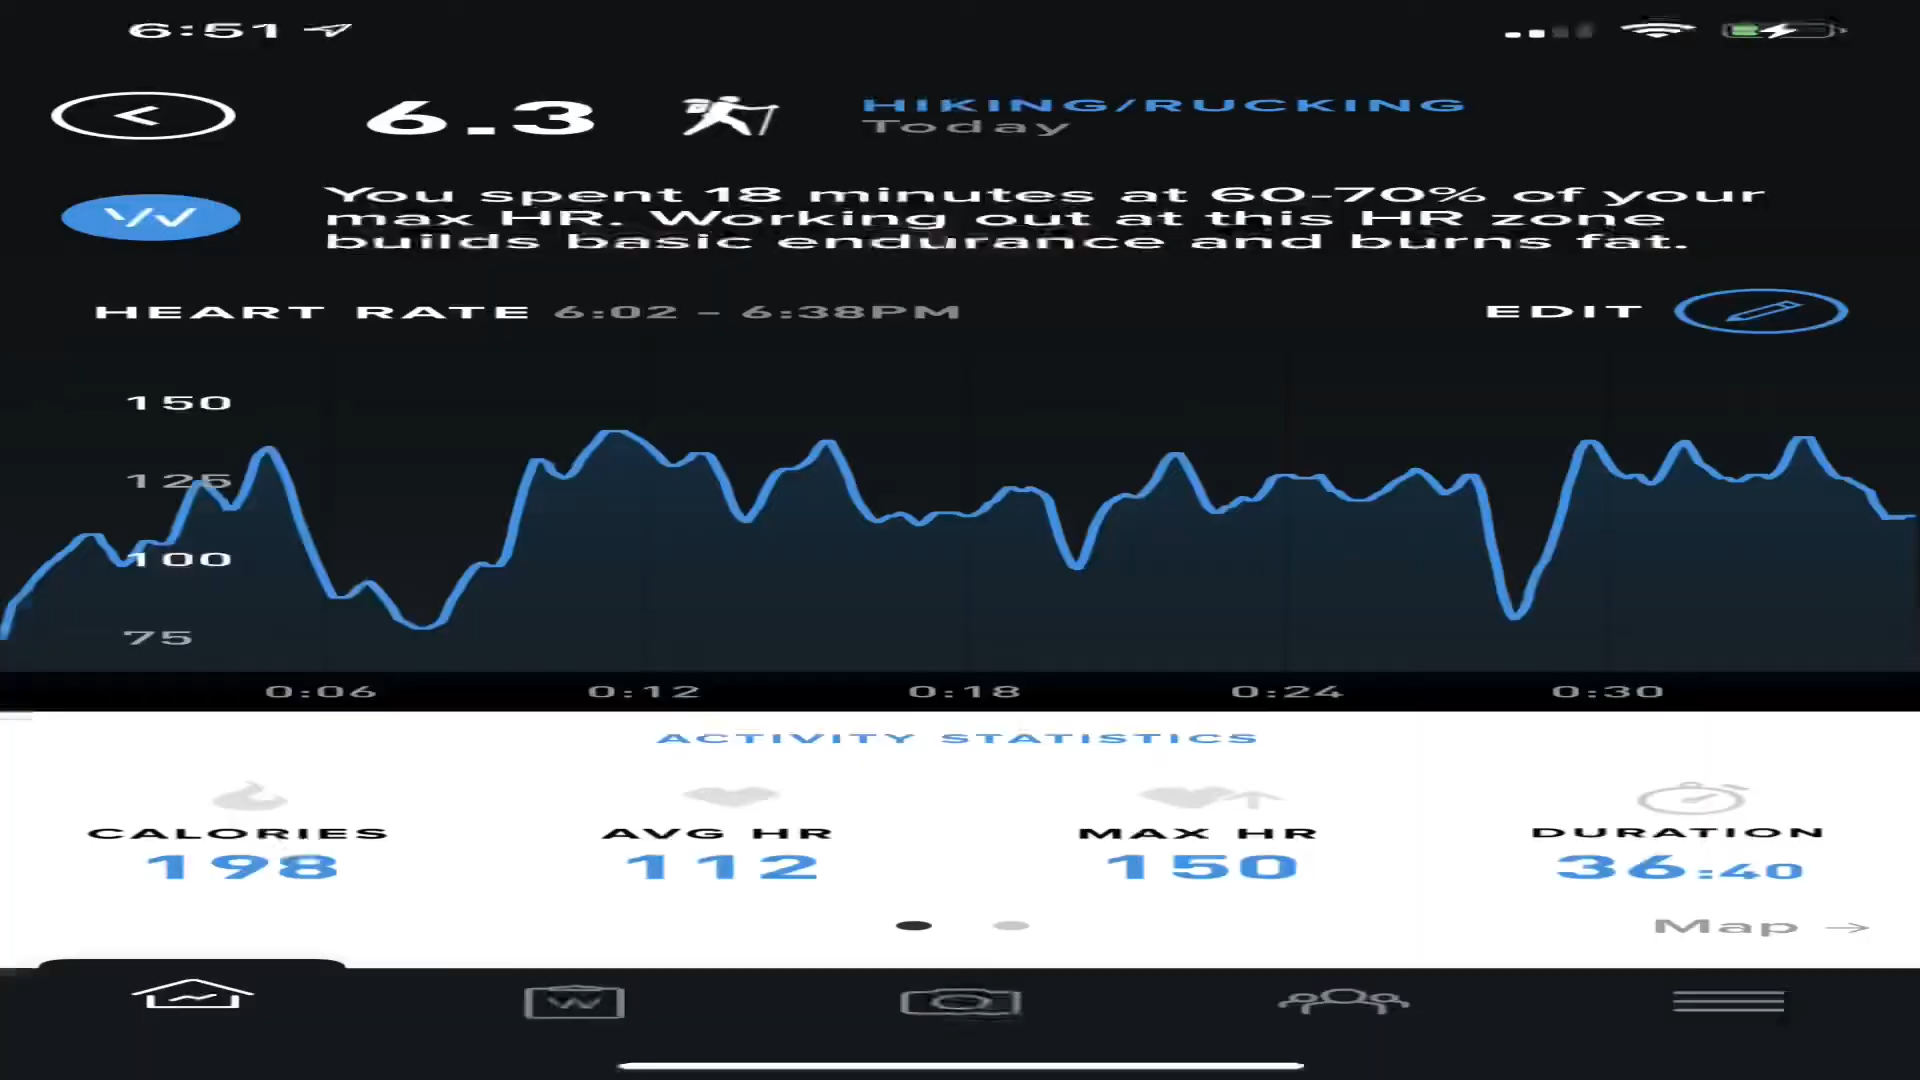 6:51
6.3
HIKING/RUCKING
Today
W
You spent 18 minutes at 60-70% of your
max HR. Working out at this HR zone
builds basic endurance and burns fat.
HEART RATE 6:02 - 6:38PM
EDIT
150
125
100
75
0:06 0:12 0:18 0:24 0:30
ACTIVITY STATISTICS
CALORIES AVG HR MAX HR DURATION
198 112 150 36:40
Map →
W